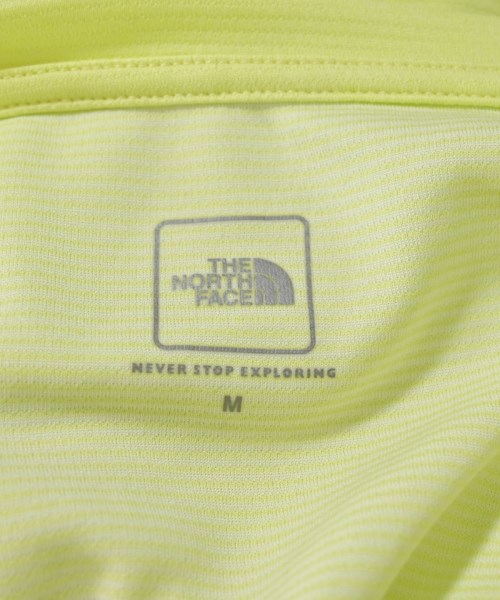 THE
NORTH
FACE
NEVER STOP EXPLORING
M